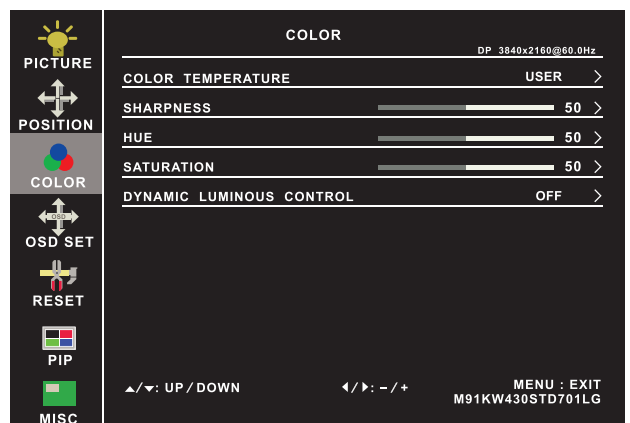 PICTURE
POSITION
COLOR
OSD
OSD SET
RESET
PIP
MISC
COLOR
DP 3840x2160@60.0Hz
COLOR TEMPERATURE USER
SHARPNESS 50
HUE 50
SATURATION 50
DYNAMIC LUMINOUS CONTROL OFF
▲/▼: UP/DOWN ◀/▶: −/+ MENU : EXIT
M91KW430STD701LG